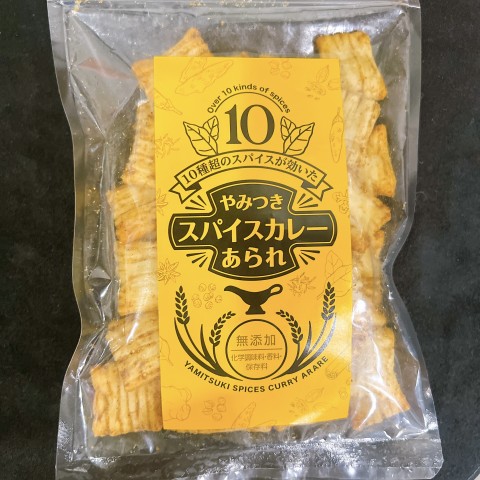 Over 10 kinds of spices
10
10種超のスパイスが効いた
やみつき
スパイスカレー
あられ
無添加
化学調味料・香料・
保存料
YAMITSUKI SPICES CURRY ARARE